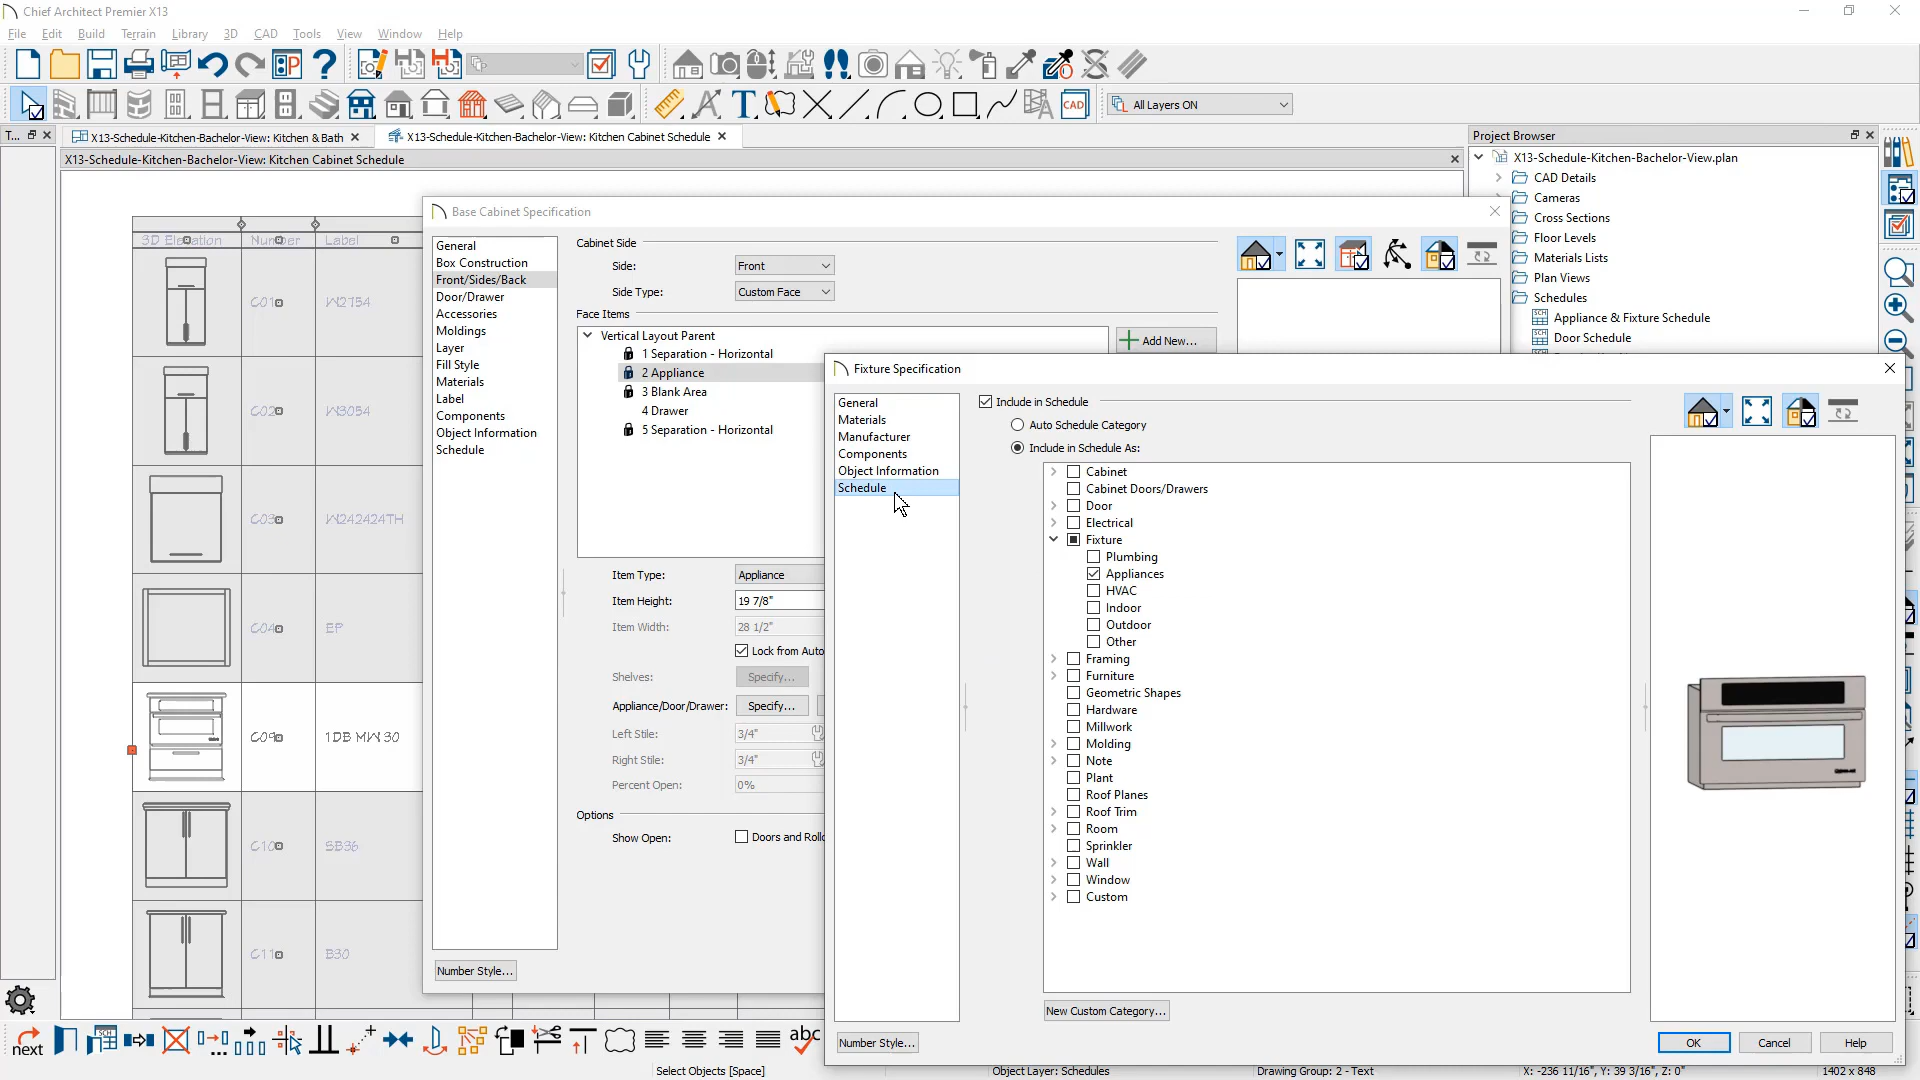 Chief Architect Premier X13
File Edit Build Terrain Library 3D CAD Tools View Window Help
All Layers ON
T...
X13-Schedule-Kitchen-Bachelor-View: Kitchen & Bath
X13-Schedule-Kitchen-Bachelor-View: Kitchen Cabinet Schedule
X13-Schedule-Kitchen-Bachelor-View: Kitchen Cabinet Schedule
Project Browser
X13-Schedule-Kitchen-Bachelor-View.plan
CAD Details
Cameras
Cross Sections
Floor Levels
Materials Lists
Plan Views
Schedules
Appliance & Fixture Schedule
Door Schedule
3D Elevation Number Label
C01 W2154
C02 W3054
C03 W242424TH
C04 EP
C09 1DB MW 30
C10 SB36
C11 B30
Base Cabinet Specification
General
Box Construction
Front/Sides/Back
Door/Drawer
Accessories
Moldings
Layer
Fill Style
Materials
Label
Components
Object Information
Schedule
Number Style...
Cabinet Side
Side: Front
Side Type: Custom Face
Face Items
Vertical Layout Parent
1 Separation - Horizontal
2 Appliance
3 Blank Area
4 Drawer
5 Separation - Horizontal
Add New...
Item Type: Appliance
Item Height: 19 7/8"
Item Width: 28 1/2"
Lock from Auto
Shelves: Specify...
Appliance/Door/Drawer: Specify...
Left Stile: 3/4"
Right Stile: 3/4"
Percent Open: 0%
Options
Show Open: Doors and Rollo
Fixture Specification
General
Materials
Manufacturer
Components
Object Information
Schedule
Number Style...
Include in Schedule
Auto Schedule Category
Include in Schedule As:
Cabinet
Cabinet Doors/Drawers
Door
Electrical
Fixture
Plumbing
Appliances
HVAC
Indoor
Outdoor
Other
Framing
Furniture
Geometric Shapes
Hardware
Millwork
Molding
Note
Plant
Roof Planes
Roof Trim
Room
Sprinkler
Wall
Window
Custom
New Custom Category...
OK Cancel Help
next
abc
Select Objects [Space] Object Layer: Schedules Drawing Group: 2 - Text X: -236 11/16", Y: 39 3/16", Z: 0" 1402 x 848